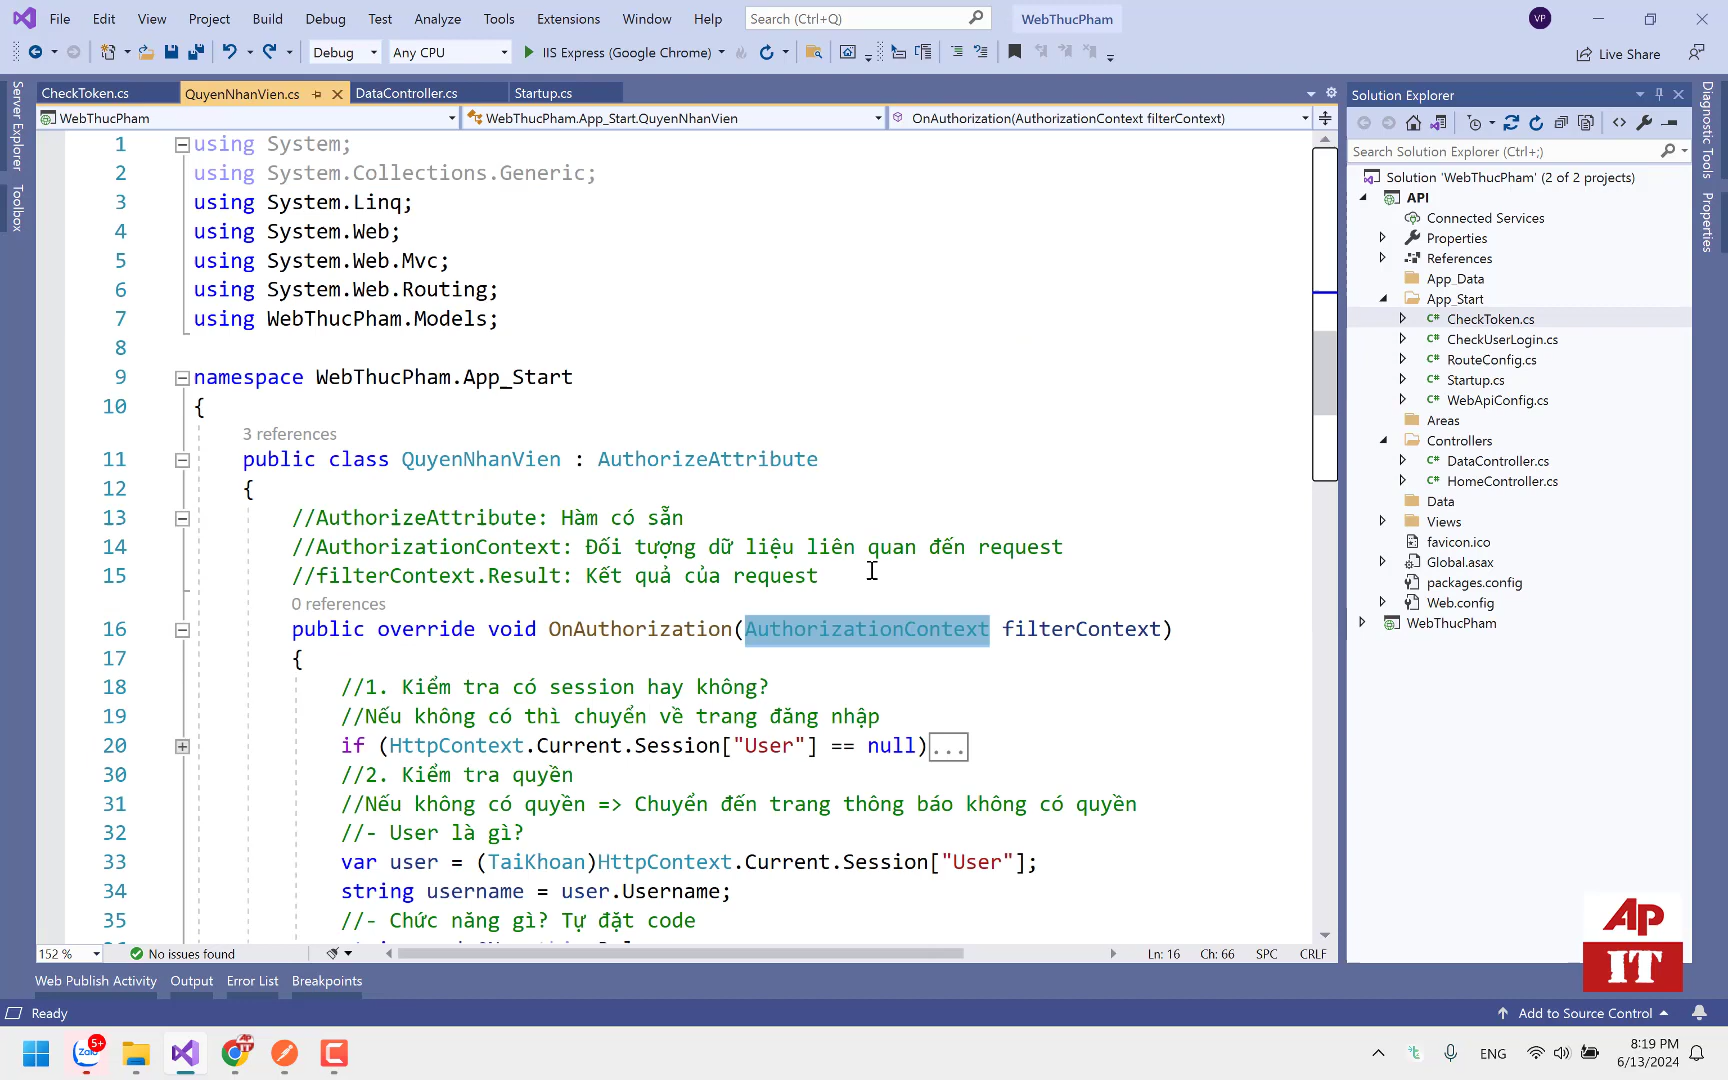 File Edit View Project Build Debug Test Analyze Tools Extensions Window Help Search (Ctrl+Q) WebThucPham VP
Debug Any CPU IIS Express (Google Chrome) Live Share
Server Explorer
Toolbox
CheckToken.cs QuyenNhanVien.cs DataController.cs Startup.cs
WebThucPham WebThucPham.App_Start.QuyenNhanVien OnAuthorization(AuthorizationContext filterContext)
1 using System;
2 using System.Collections.Generic;
3 using System.Linq;
4 using System.Web;
5 using System.Web.Mvc;
6 using System.Web.Routing;
7 using WebThucPham.Models;
8
9 namespace WebThucPham.App_Start
10 {
3 references
11 public class QuyenNhanVien : AuthorizeAttribute
12 {
13 //AuthorizeAttribute: Hàm có sẵn
14 //AuthorizationContext: Đối tượng dữ liệu liên quan đến request
15 //filterContext.Result: Kết quả của request
0 references
16 public override void OnAuthorization(AuthorizationContext filterContext)
17 {
18 //1. Kiểm tra có session hay không?
19 //Nếu không có thì chuyển về trang đăng nhập
20 if (HttpContext.Current.Session["User"] == null)...
30 //2. Kiểm tra quyền
31 //Nếu không có quyền => Chuyển đến trang thông báo không có quyền
32 //- User là gì?
33 var user = (TaiKhoan)HttpContext.Current.Session["User"];
34 string username = user.Username;
35 //- Chức năng gì? Tự đặt code
152 % No issues found Ln: 16 Ch: 66 SPC CRLF
Web Publish Activity Output Error List Breakpoints
Solution Explorer
Search Solution Explorer (Ctrl+;)
Solution 'WebThucPham' (2 of 2 projects)
API
Connected Services
Properties
References
App_Data
App_Start
C# CheckToken.cs
C# CheckUserLogin.cs
C# RouteConfig.cs
C# Startup.cs
C# WebApiConfig.cs
Areas
Controllers
C# DataController.cs
C# HomeController.cs
Data
Views
favicon.ico
Global.asax
packages.config
Web.config
WebThucPham
Diagnostic Tools
Properties
AP
IT
Ready Add to Source Control
Zalo 5+ AP IT ENG 8:19 PM
6/13/2024